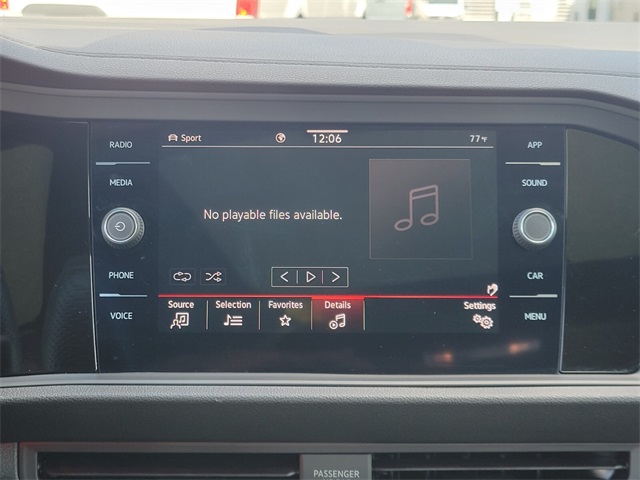 RADIO
MEDIA
PHONE
VOICE
Sport 12:06 77°F
No playable files available.
Source Selection Favorites Details Settings
APP
SOUND
CAR
MENU
PASSENGER